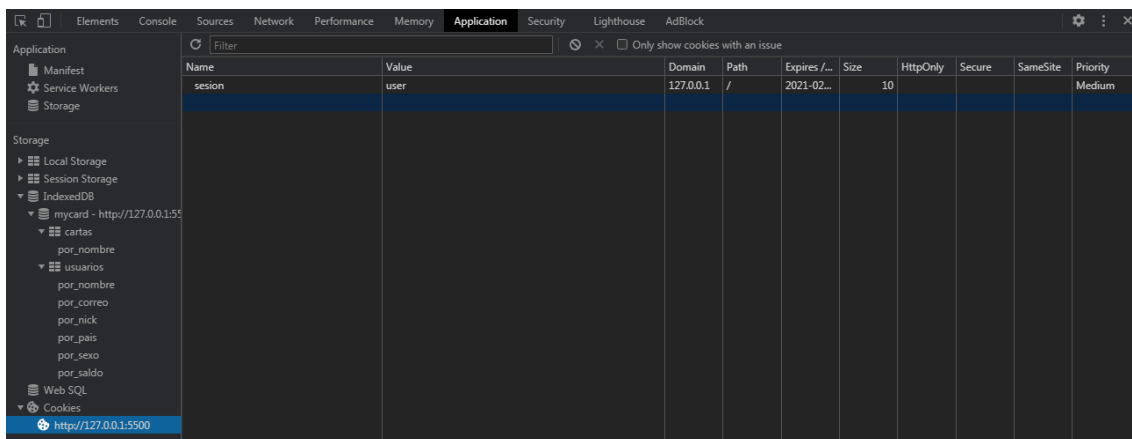 Elements Console Sources Network Performance Memory Application Security Lighthouse AdBlock
Application
Filter
Only show cookies with an issue
Manifest
Service Workers
Storage
Name Value Domain Path Expires /... Size HttpOnly Secure SameSite Priority
sesion user 127.0.0.1 / 2021-02... 10 Medium
Storage
Local Storage
Session Storage
IndexedDB
mycard - http://127.0.0.1:55
cartas
por_nombre
usuarios
por_nombre
por_correo
por_nick
por_pais
por_sexo
por_saldo
Web SQL
Cookies
http://127.0.0.1:5500